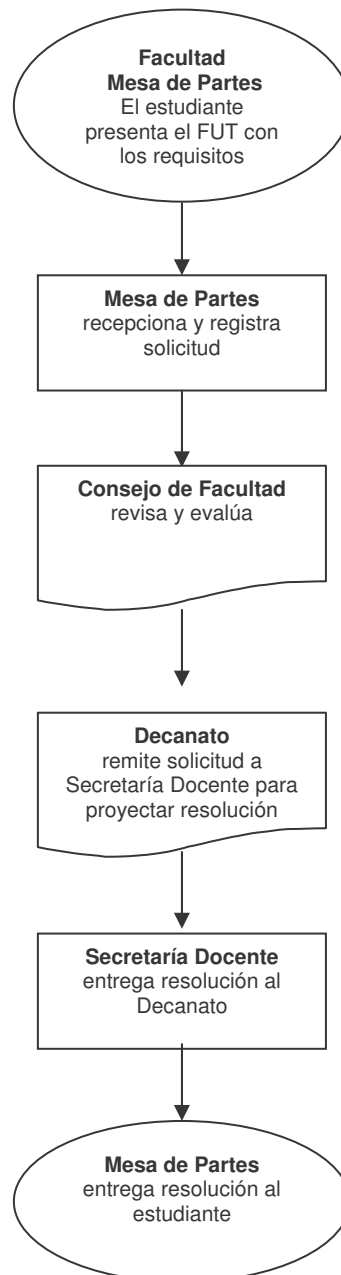 Facultad
Mesa de Partes
El estudiante
presenta el FUT con
los requisitos
Mesa de Partes
recepciona y registra
solicitud
Consejo de Facultad
revisa y evalúa
Decanato
remite solicitud a
Secretaría Docente para
proyectar resolución
Secretaría Docente
entrega resolución al
Decanato
Mesa de Partes
entrega resolución al
estudiante